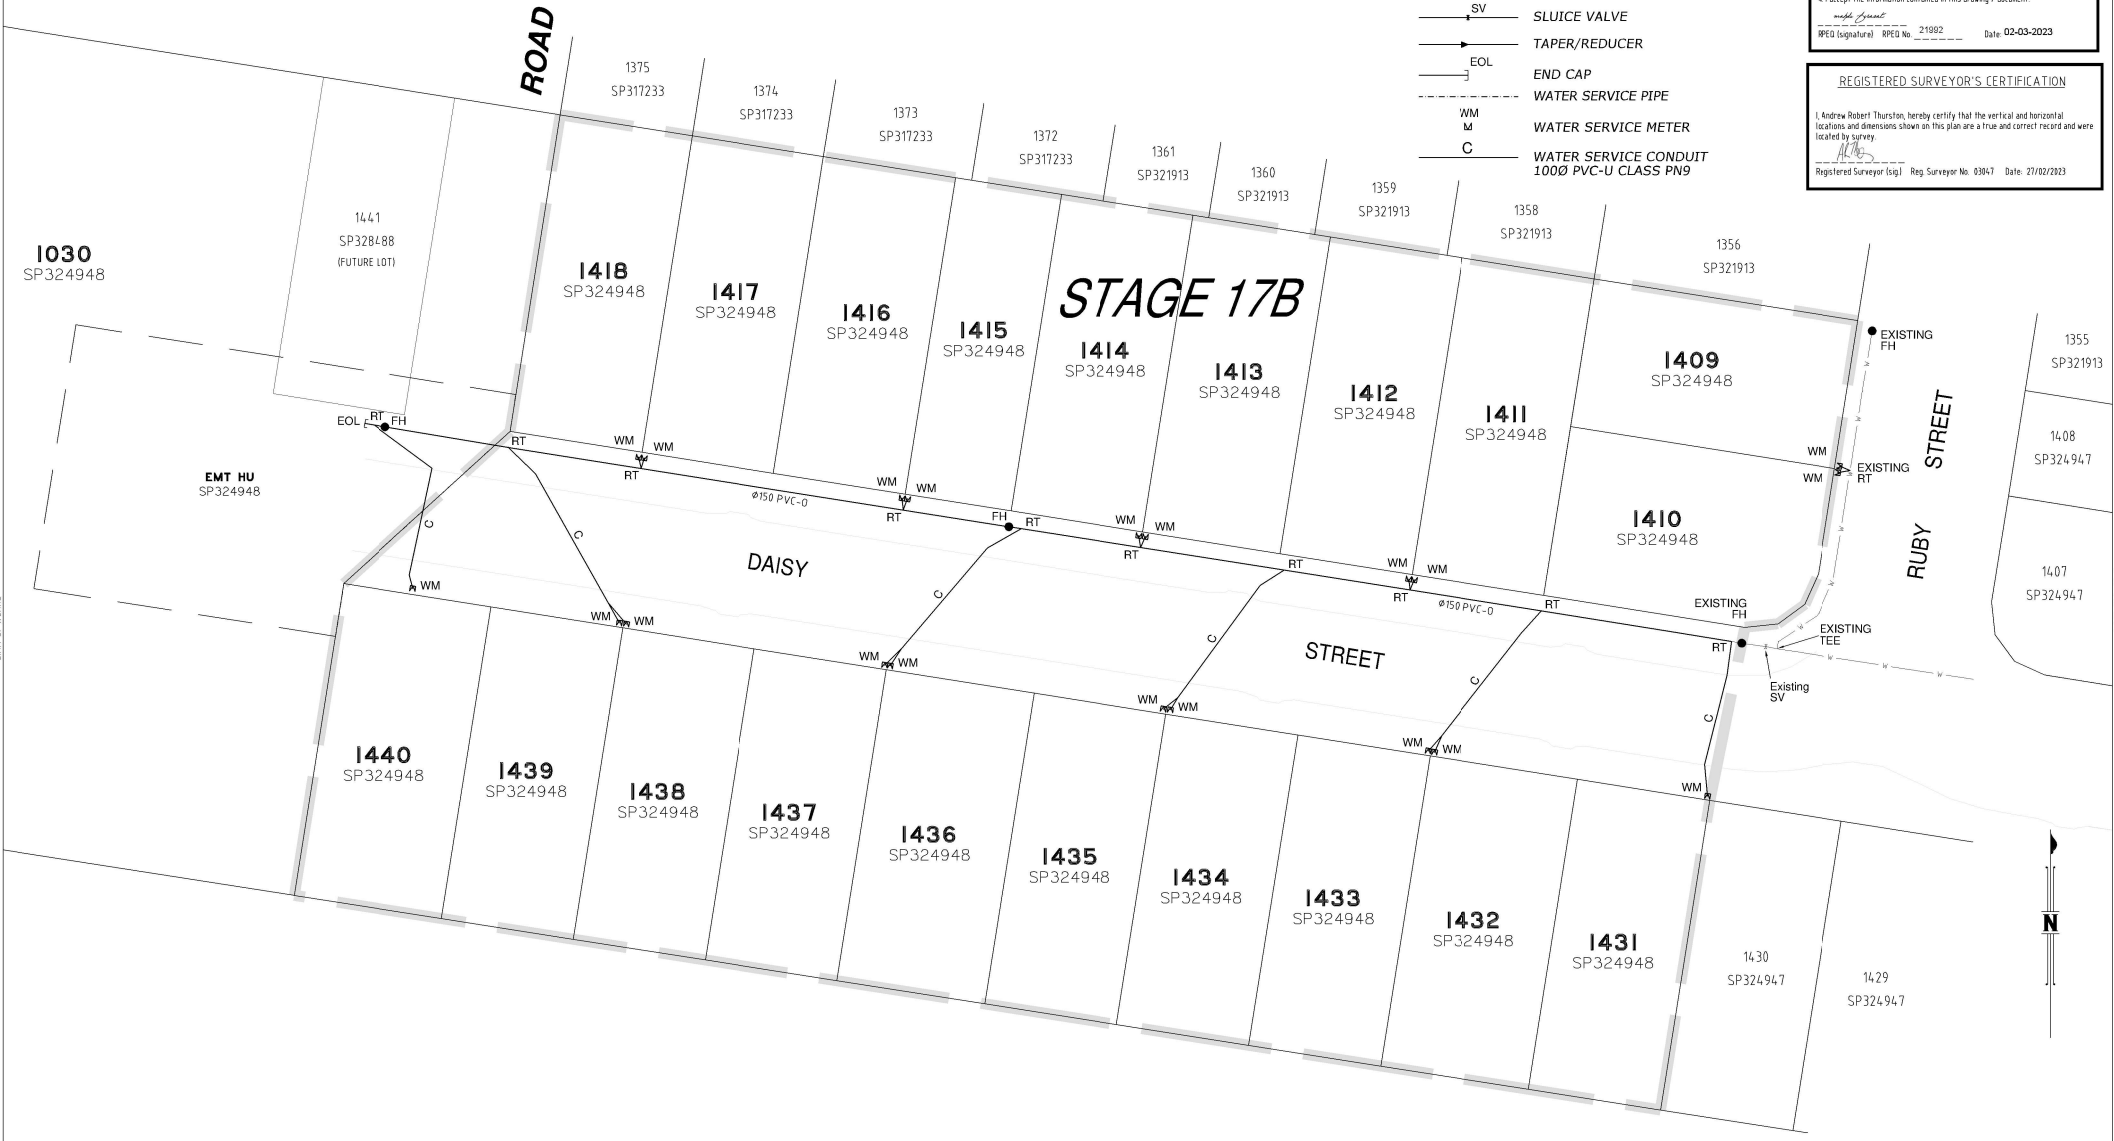 ROAD
SV
SLUICE VALVE
TAPER/REDUCER
EOL
END CAP
WATER SERVICE PIPE
WM
WATER SERVICE METER
C
WATER SERVICE CONDUIT
100Ø PVC-U CLASS PN9
RPEQ (signature) RPEQ No. 21992 Date: 02-03-2023
REGISTERED SURVEYOR'S CERTIFICATION
I, Andrew Robert Thurston, hereby certify that the vertical and horizontal
locations and dimensions shown on this plan are a true and correct record and were
located by survey.
Registered Surveyor (sig.) Reg. Surveyor No. 03047 Date: 27/02/2023
1375
SP317233
1374
SP317233
1373
SP317233
1372
SP317233
1361
SP321913
1360
SP321913
1359
SP321913
1358
SP321913
1356
SP321913
1030
SP324948
1441
SP328488
(FUTURE LOT)
1418
SP324948
1417
SP324948
1416
SP324948
1415
SP324948
STAGE 17B
1414
SP324948
1413
SP324948
1412
SP324948
1411
SP324948
1409
SP324948
1410
SP324948
EXISTING
FH
1355
SP321913
1408
SP324947
1407
SP324947
RUBY STREET
EMT HU
SP324948
EOL
RT
FH
RT
WM
WM
RT
Ø150 PVC-O
WM
WM
RT
FH
RT
WM
WM
RT
RT
WM
WM
RT
Ø150 PVC-O
RT
WM
WM
EXISTING
RT
EXISTING
FH
RT
EXISTING
TEE
Existing
SV
W
W
W
W
W
W
W
W
W
DAISY
STREET
C
C
C
C
C
C
WM
WM
WM
WM
WM
WM
WM
WM
WM
WM
1440
SP324948
1439
SP324948
1438
SP324948
1437
SP324948
1436
SP324948
1435
SP324948
1434
SP324948
1433
SP324948
1432
SP324948
1431
SP324948
1430
SP324947
1429
SP324947
N